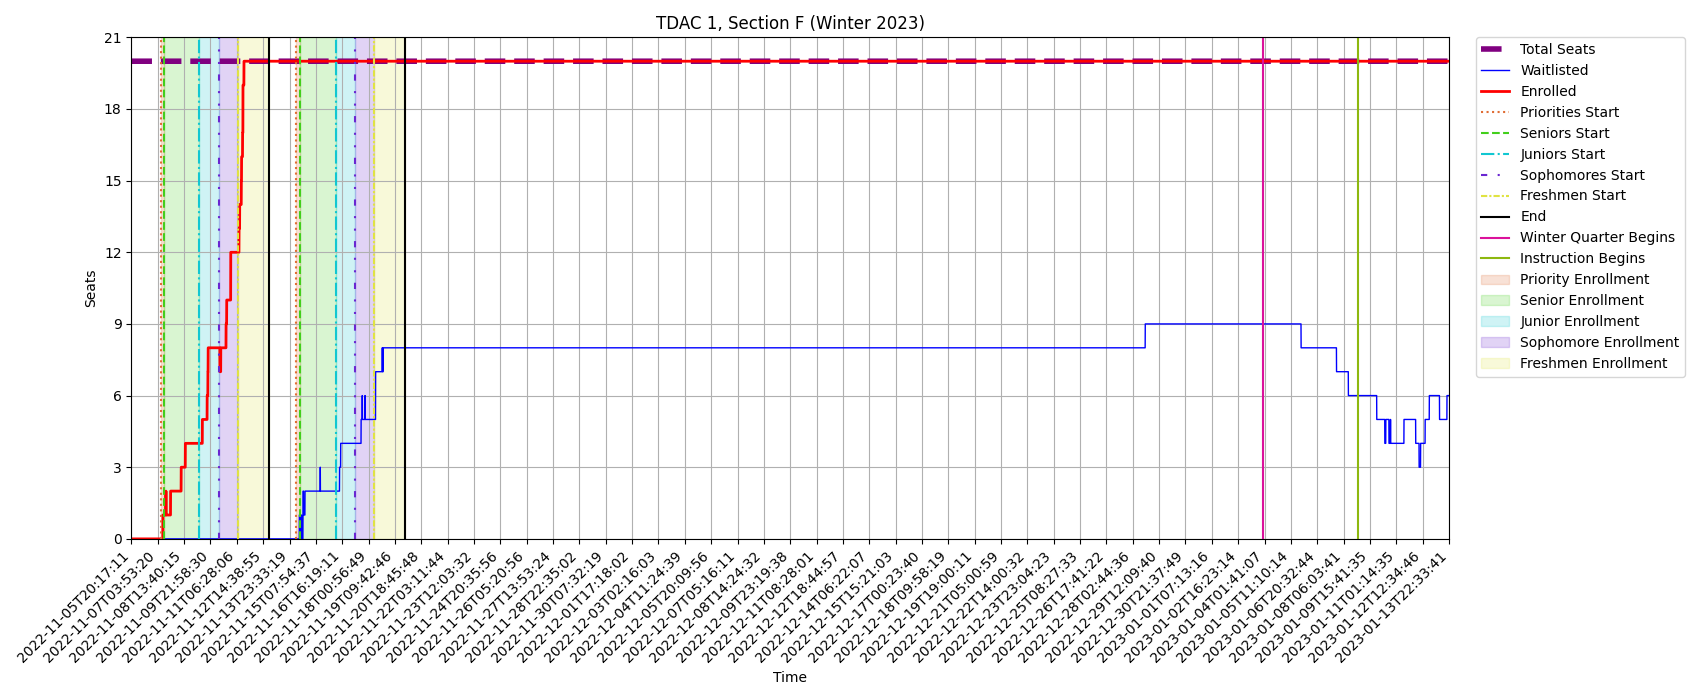 TDAC 1, Section F (Winter 2023)
Seats
21
18
15
12
9
6
3
0
2022-11-05T20:17:11
2022-11-07T03:53:20
2022-11-08T13:40:15
2022-11-09T21:58:30
2022-11-11T06:28:06
2022-11-12T14:38:55
2022-11-13T23:33:19
2022-11-15T07:54:37
2022-11-16T16:19:11
2022-11-18T00:56:49
2022-11-19T09:42:46
2022-11-20T18:45:48
2022-11-22T03:11:44
2022-11-23T12:03:32
2022-11-24T20:35:56
2022-11-26T05:20:56
2022-11-27T13:53:24
2022-11-28T22:35:02
2022-11-30T07:32:19
2022-12-01T17:18:02
2022-12-03T02:16:03
2022-12-04T11:24:39
2022-12-05T20:09:56
2022-12-07T05:16:11
2022-12-08T14:24:32
2022-12-09T23:19:38
2022-12-11T08:28:01
2022-12-12T18:44:57
2022-12-14T06:22:07
2022-12-15T15:21:03
2022-12-17T00:23:40
2022-12-18T09:58:19
2022-12-19T19:00:11
2022-12-21T05:00:59
2022-12-22T14:00:32
2022-12-23T23:04:23
2022-12-25T08:27:33
2022-12-26T17:41:22
2022-12-28T02:44:36
2022-12-29T12:09:40
2022-12-30T21:37:49
2023-01-01T07:13:16
2023-01-02T16:23:14
2023-01-04T01:41:07
2023-01-05T11:10:14
2023-01-06T20:32:44
2023-01-08T06:03:41
2023-01-09T15:41:35
2023-01-11T01:14:35
2023-01-12T12:34:46
2023-01-13T22:33:41
Time
Total Seats
Waitlisted
Enrolled
Priorities Start
Seniors Start
Juniors Start
Sophomores Start
Freshmen Start
End
Winter Quarter Begins
Instruction Begins
Priority Enrollment
Senior Enrollment
Junior Enrollment
Sophomore Enrollment
Freshmen Enrollment